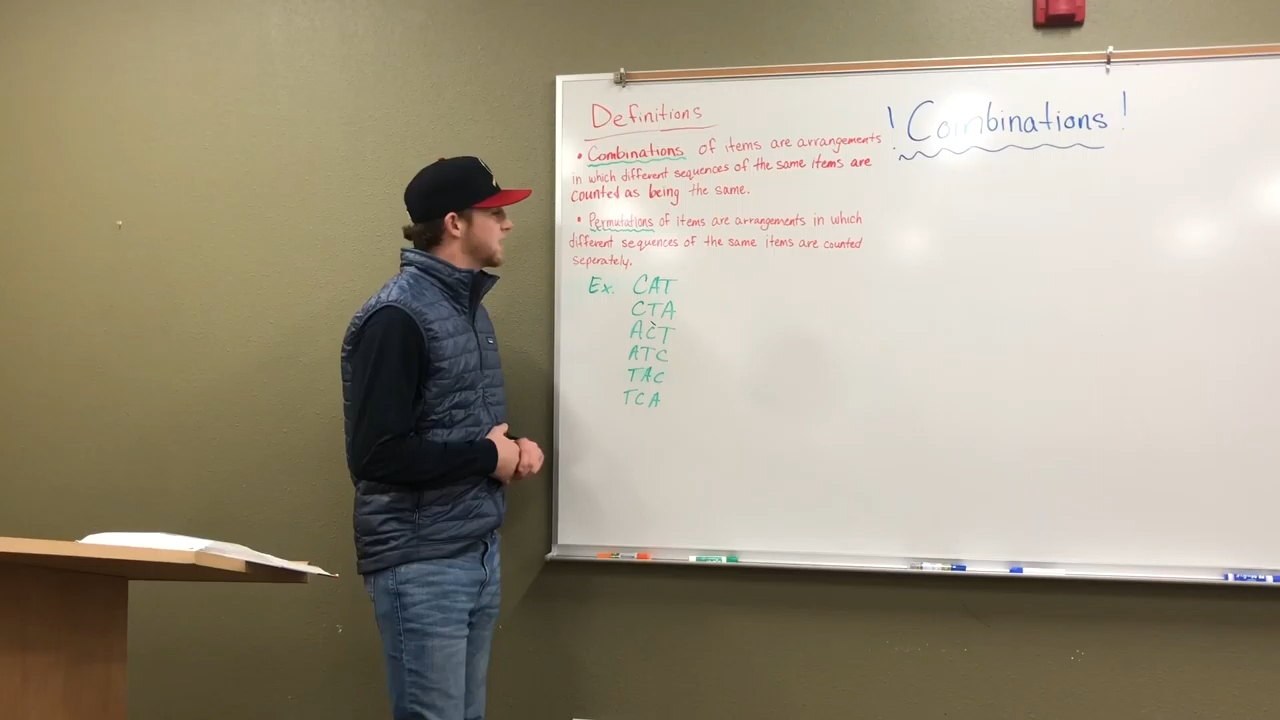 Definitions
• Combinations of items are arrangements
in which different sequences of the same items are
counted as being the same.
• Permutations of items are arrangements in which
different sequences of the same items are counted
seperately.
Ex. CAT
CTA
ACT
ATC
TAC
TCA
! Combinations !